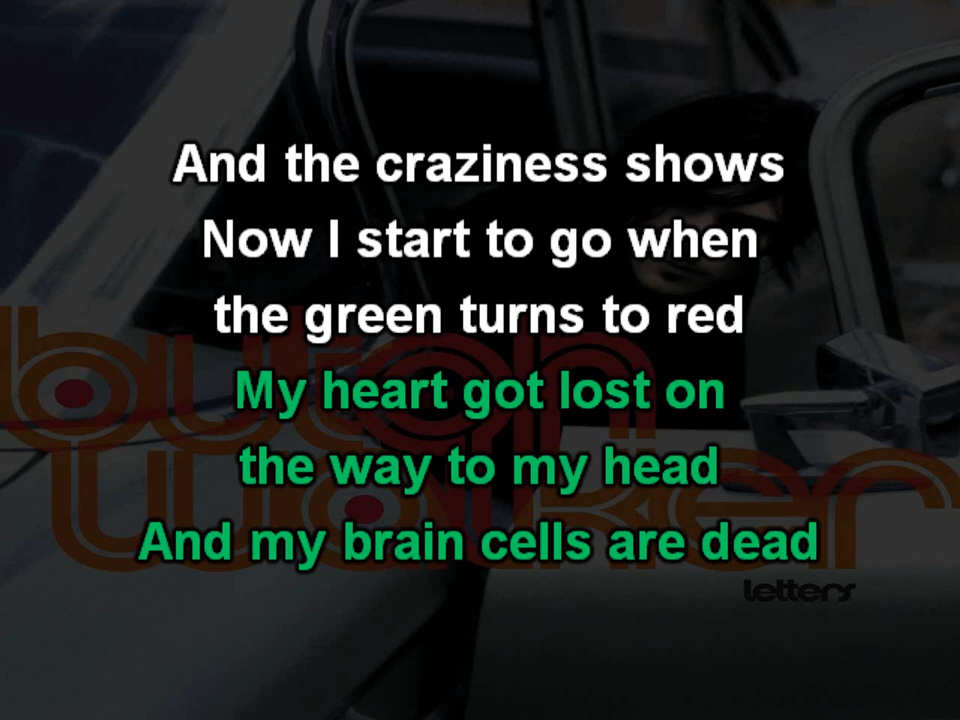 And the craziness shows
Now I start to go when
the green turns to red
My heart got lost on
the way to my head
And my brain cells are dead
butch
walker
letters